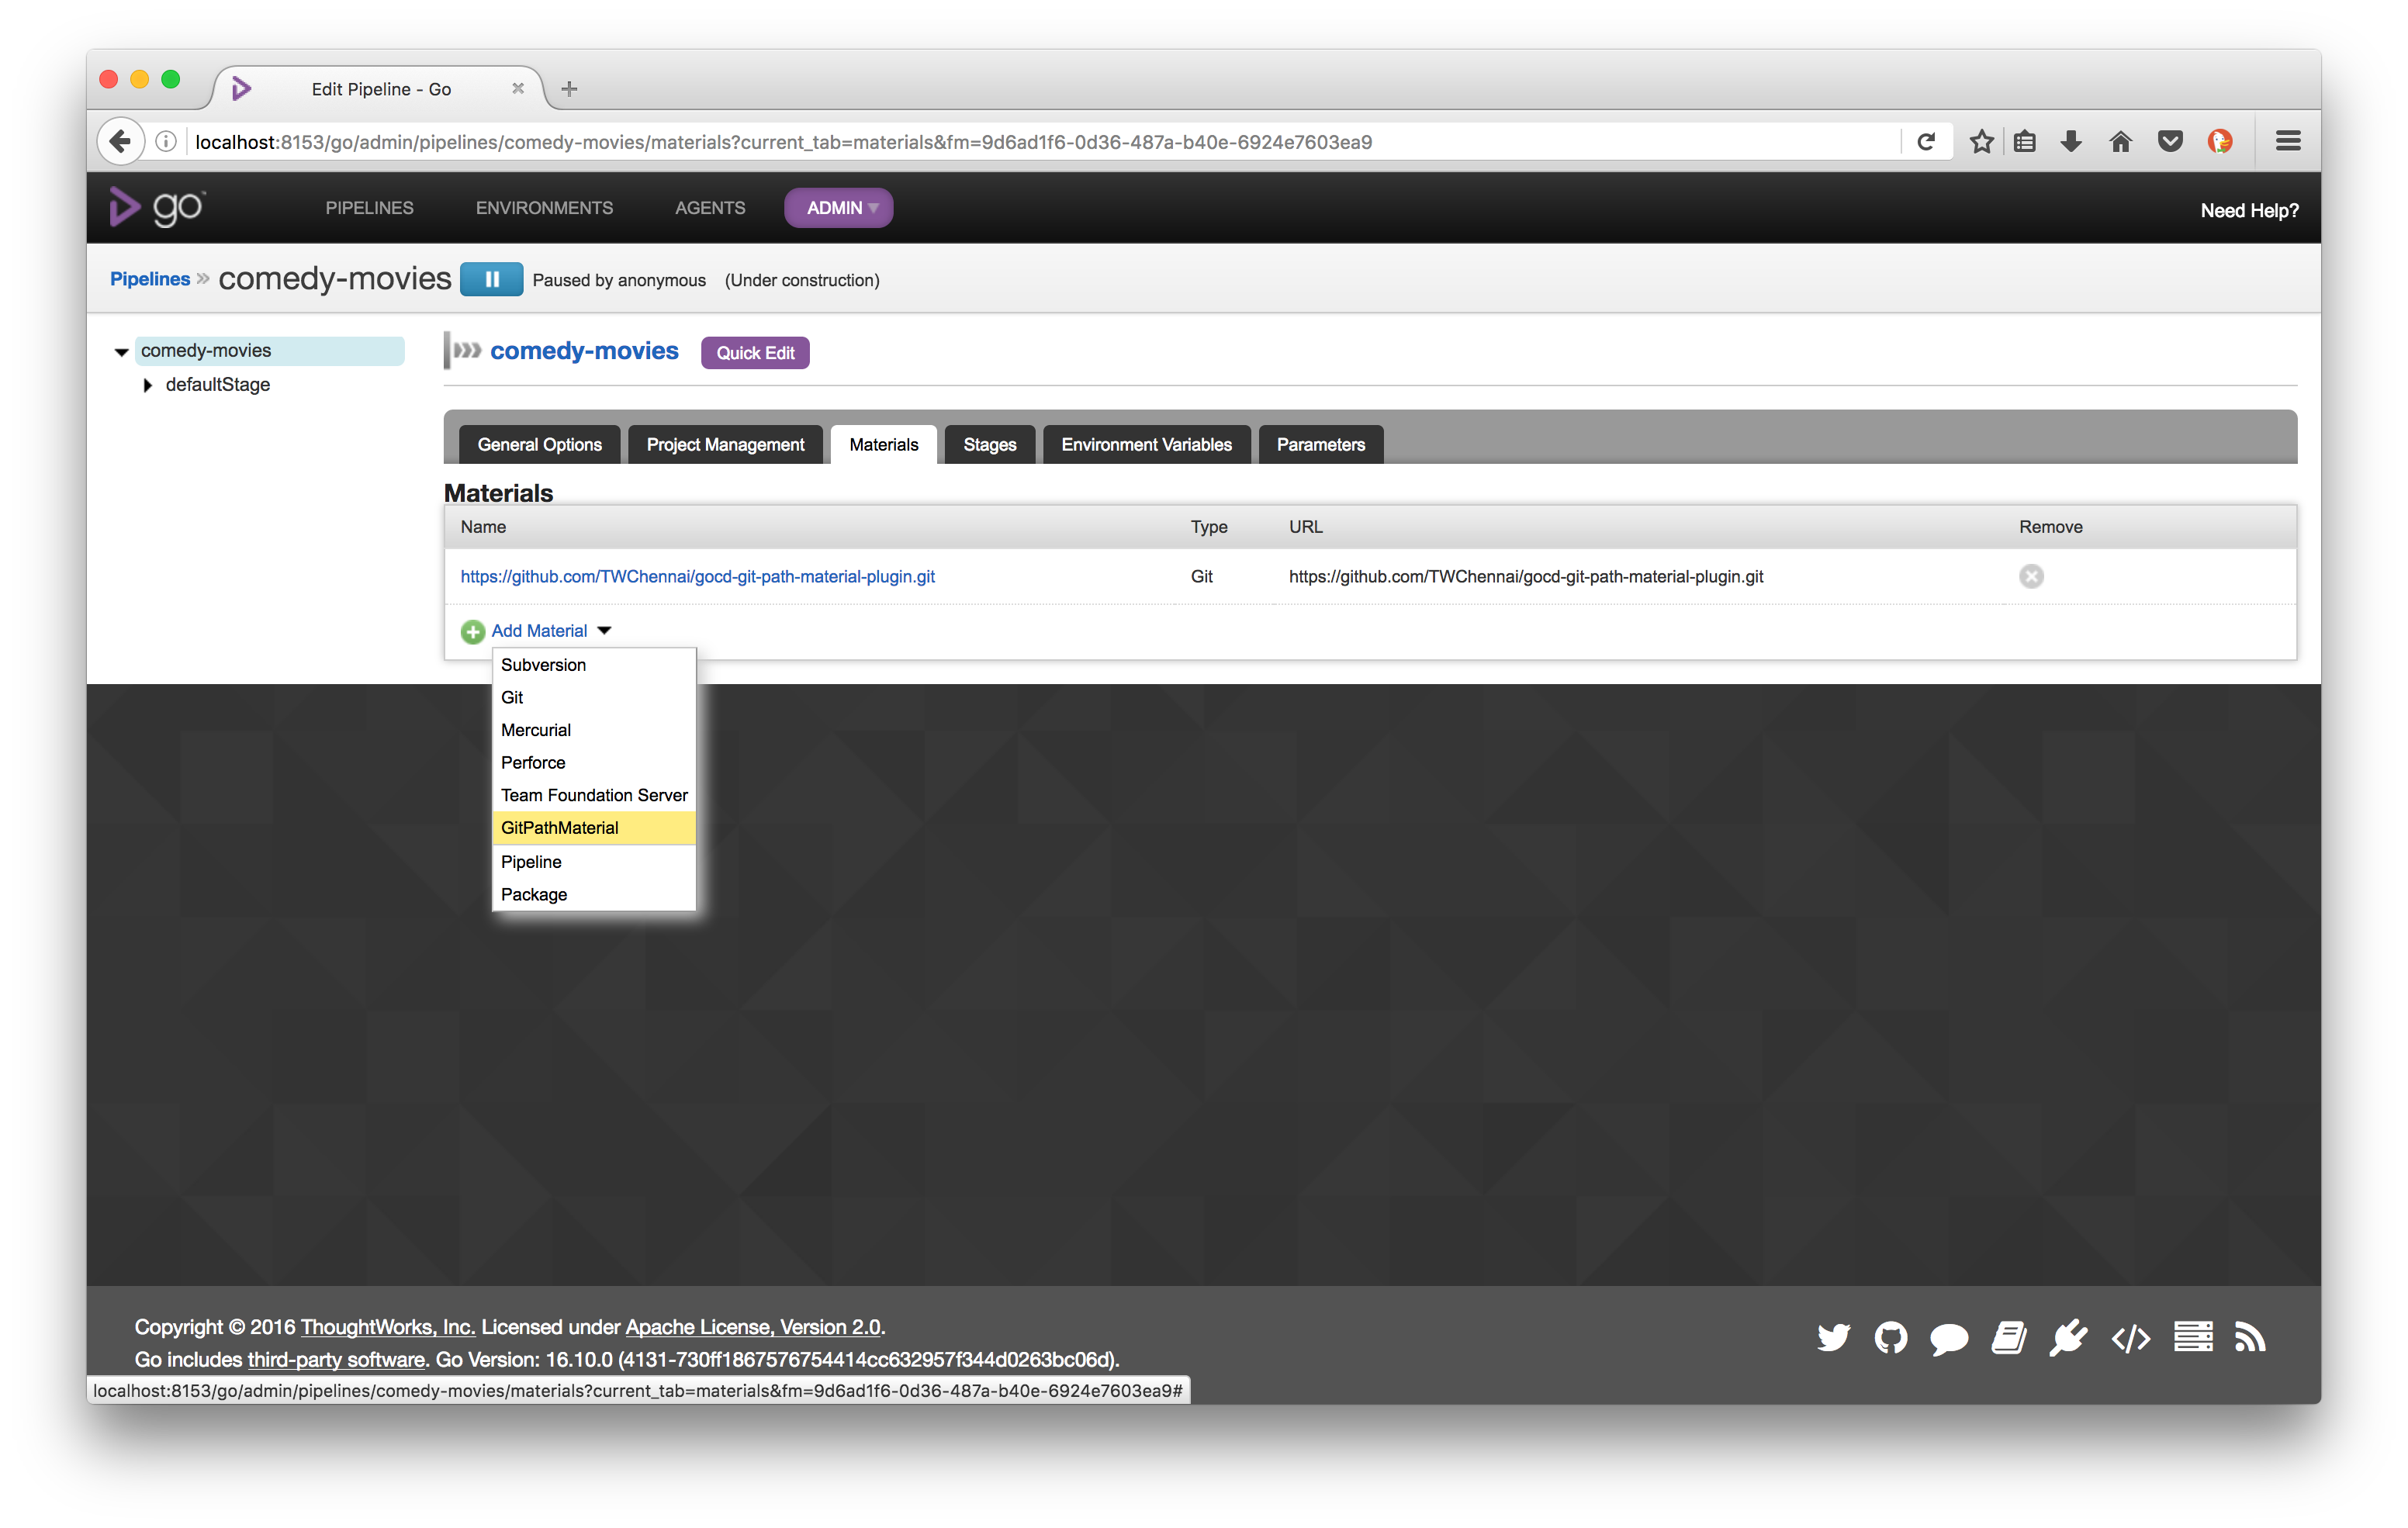 Edit Pipeline - Go
localhost:8153/go/admin/pipelines/comedy-movies/materials?current_tab=materials&fm=9d6ad1f6-0d36-487a-b40e-6924e7603ea9
go
PIPELINES ENVIRONMENTS AGENTS ADMIN Need Help?
Pipelines » comedy-movies Paused by anonymous (Under construction)
comedy-movies
defaultStage
comedy-movies Quick Edit
General Options Project Management Materials Stages Environment Variables Parameters
Materials
Name Type URL Remove
https://github.com/TWChennai/gocd-git-path-material-plugin.git Git https://github.com/TWChennai/gocd-git-path-material-plugin.git
Add Material
Subversion
Git
Mercurial
Perforce
Team Foundation Server
GitPathMaterial
Pipeline
Package
Copyright © 2016 ThoughtWorks, Inc. Licensed under Apache License, Version 2.0.
Go includes third-party software. Go Version: 16.10.0 (4131-730ff1867576754414cc632957f344d0263bc06d).
localhost:8153/go/admin/pipelines/comedy-movies/materials?current_tab=materials&fm=9d6ad1f6-0d36-487a-b40e-6924e7603ea9#